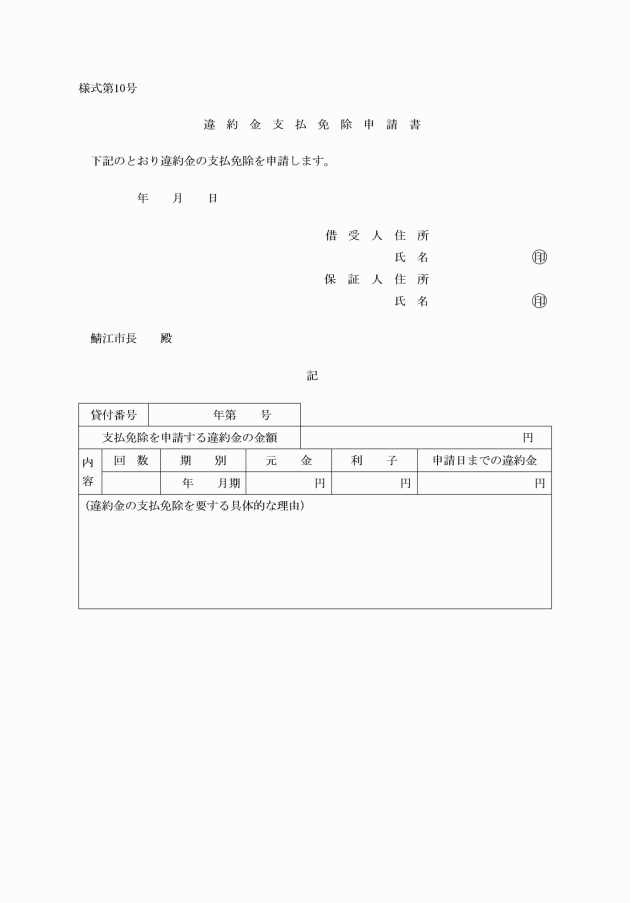 様式第10号
違約金支払免除申請書
下記のとおり違約金の支払免除を申請します。
年　　月　　日
借受人住所
氏名　㊞
保証人住所
氏名　㊞
鯖江市長　　殿
記
貸付番号　年第　　号
支払免除を申請する違約金の金額　円
内容　回数　期別　元金　利子　申請日までの違約金
年　　月期　円　円　円
（違約金の支払免除を要する具体的な理由）